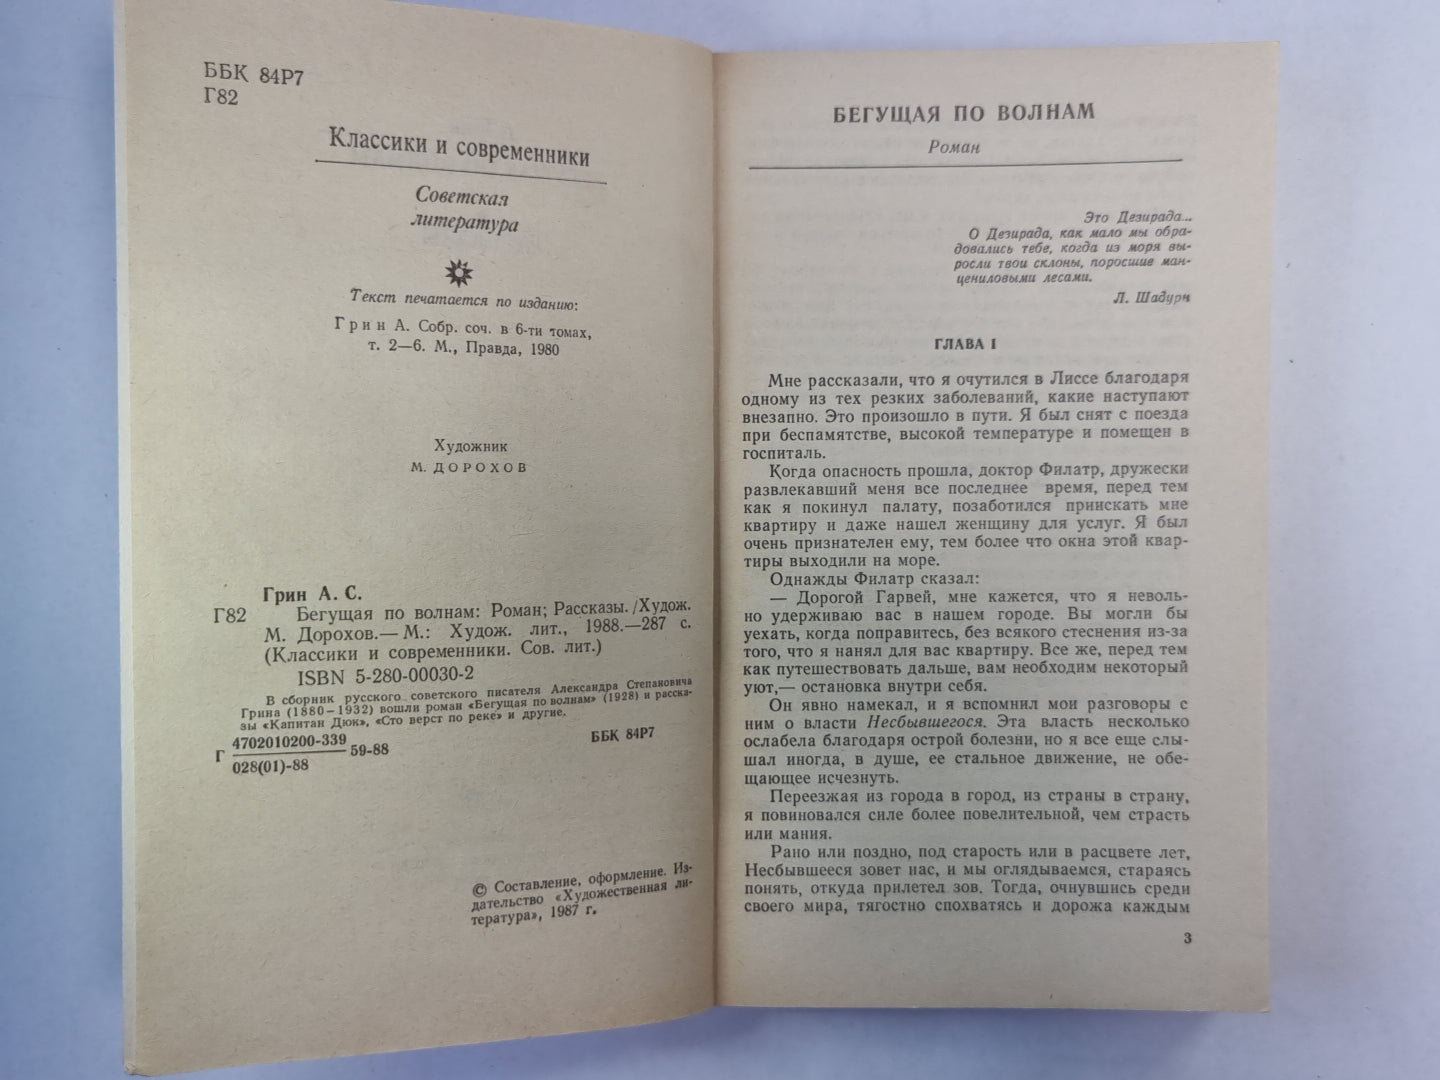 ББК 84Р7
Г82
Классики и современники
Советская
литература
Текст печатается по изданию:
Грин А. Собр. соч. в 6-ти томах,
т. 2—6. М., Правда, 1980
Художник
М. ДОРОХОВ
Грин А. С.
Г82 Бегущая по волнам: Роман; Рассказы./Худож.
М. Дорохов.— М.: Худож. лит., 1988.—287 с.
(Классики и современники. Сов. лит.)
ISBN 5-280-00030-2
В сборник русского советского писателя Александра Степановича
Грина (1880—1932) вошли роман «Бегущая по волнам» (1928) и расска-
зы «Капитан Дюк», «Сто верст по реке» и другие.
Г 4702010200-339 59-88
028(01)-88
ББК 84Р7
© Составление, оформление. Из-
дательство «Художественная ли-
тература», 1987 г.
БЕГУЩАЯ ПО ВОЛНАМ
Роман
Это Дезирада...
О Дезирада, как мало мы обра-
довались тебе, когда из моря вы-
росли твои склоны, поросшие ман-
цениловыми лесами.
Л. Шадурн
ГЛАВА I
Мне рассказали, что я очутился в Лиссе благодаря
одному из тех резких заболеваний, какие наступают
внезапно. Это произошло в пути. Я был снят с поезда
при беспамятстве, высокой температуре и помещен в
госпиталь.
Когда опасность прошла, доктор Филатр, дружески
развлекавший меня все последнее время, перед тем
как я покинул палату, позаботился приискать мне
квартиру и даже нашел женщину для услуг. Я был
очень признателен ему, тем более что окна этой квар-
тиры выходили на море.
Однажды Филатр сказал:
— Дорогой Гарвей, мне кажется, что я неволь-
но удерживаю вас в нашем городе. Вы могли бы
уехать, когда поправитесь, без всякого стеснения из-за
того, что я нанял для вас квартиру. Все же, перед тем
как путешествовать дальше, вам необходим некоторый
уют,— остановка внутри себя.
Он явно намекал, и я вспомнил мои разговоры с
ним о власти Несбывшегося. Эта власть несколько
ослабела благодаря острой болезни, но я все еще слы-
шал иногда, в душе, ее стальное движение, не обе-
щающее исчезнуть.
Переезжая из города в город, из страны в страну,
я повиновался силе более повелительной, чем страсть
или мания.
Рано или поздно, под старость или в расцвете лет,
Несбывшееся зовет нас, и мы оглядываемся, стараясь
понять, откуда прилетел зов. Тогда, очнувшись среди
своего мира, тягостно спохватясь и дорожа каждым
3